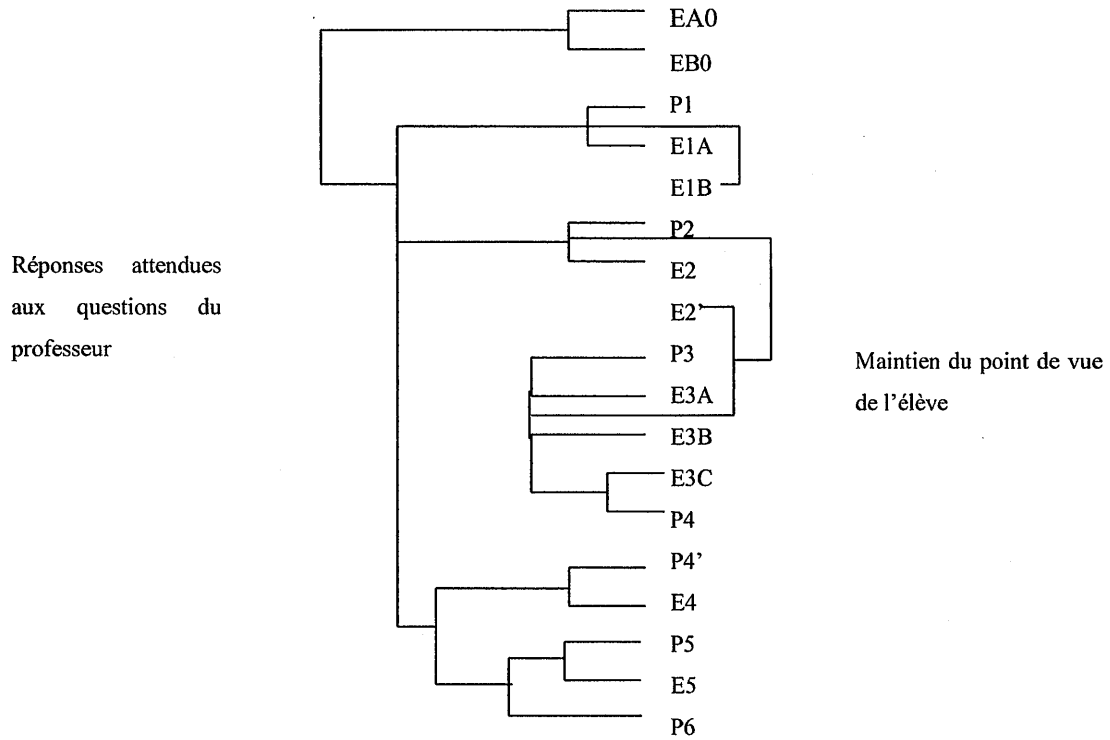 EA0
EB0
P1
E1A
E1B
P2
E2
E2'
P3
E3A
E3B
E3C
P4
P4'
E4
P5
E5
P6
Réponses attendues
aux questions du
professeur
Maintien du point de vue
de l'élève